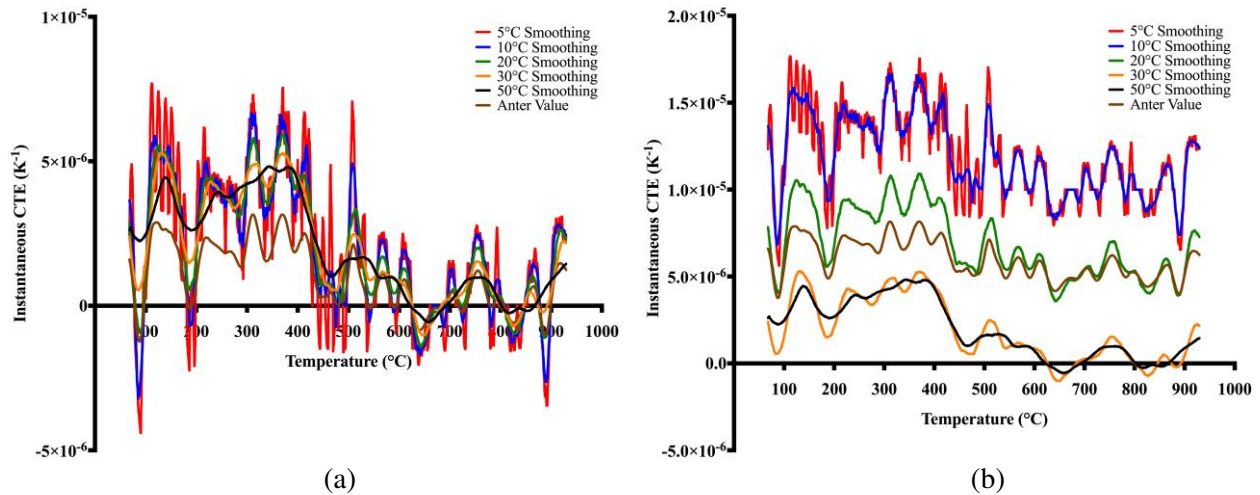 1×10⁻⁵
5°C Smoothing
10°C Smoothing
20°C Smoothing
30°C Smoothing
50°C Smoothing
Anter Value
5×10⁻⁶
0
-5×10⁻⁶
Instantaneous CTE (K⁻¹)
100 200 300 400 500 600 700 800 900 1000
Temperature (°C)
(a)
2.0×10⁻⁵
5°C Smoothing
10°C Smoothing
20°C Smoothing
30°C Smoothing
50°C Smoothing
Anter Value
1.5×10⁻⁵
1.0×10⁻⁵
5.0×10⁻⁶
0.0
-5.0×10⁻⁶
Instantaneous CTE (K⁻¹)
100 200 300 400 500 600 700 800 900 1000
Temperature (°C)
(b)